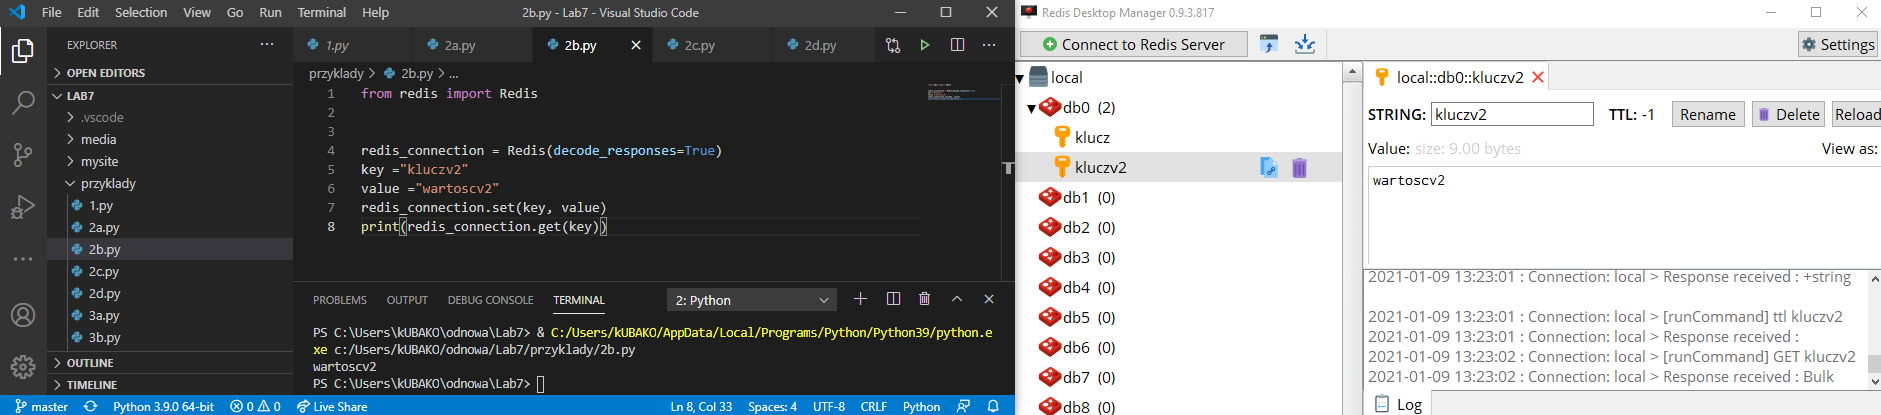 File Edit Selection View Go Run Terminal Help 2b.py - Lab7 - Visual Studio Code
EXPLORER
OPEN EDITORS
LAB7
.vscode
media
mysite
przyklady
1.py
2a.py
2b.py
2c.py
2d.py
3a.py
3b.py
OUTLINE
TIMELINE
1.py 2a.py 2b.py 2c.py 2d.py
przyklady > 2b.py > ...
1 from redis import Redis
2
3
4 redis_connection = Redis(decode_responses=True)
5 key ="kluczv2"
6 value ="wartoscv2"
7 redis_connection.set(key, value)
8 print(redis_connection.get(key))
PROBLEMS OUTPUT DEBUG CONSOLE TERMINAL 2: Python
PS C:\Users\kUBAKO\odnowa\Lab7> & C:/Users/kUBAKO/AppData/Local/Programs/Python/Python39/python.e
xe c:/Users/kUBAKO/odnowa/Lab7/przyklady/2b.py
wartoscv2
PS C:\Users\kUBAKO\odnowa\Lab7>
master Python 3.9.0 64-bit 0 0 Live Share Ln 8, Col 33 Spaces: 4 UTF-8 CRLF Python
Redis Desktop Manager 0.9.3.817
Connect to Redis Server Settings
local
db0 (2)
klucz
kluczv2
db1 (0)
db2 (0)
db3 (0)
db4 (0)
db5 (0)
db6 (0)
db7 (0)
db8 (0)
local::db0::kluczv2
STRING: kluczv2 TTL: -1 Rename Delete Reload
Value: size: 9.00 bytes View as:
wartoscv2
2021-01-09 13:23:01 : Connection: local > Response received : +string
2021-01-09 13:23:01 : Connection: local > [runCommand] ttl kluczv2
2021-01-09 13:23:01 : Connection: local > Response received :
2021-01-09 13:23:02 : Connection: local > [runCommand] GET kluczv2
2021-01-09 13:23:02 : Connection: local > Response received : Bulk
Log